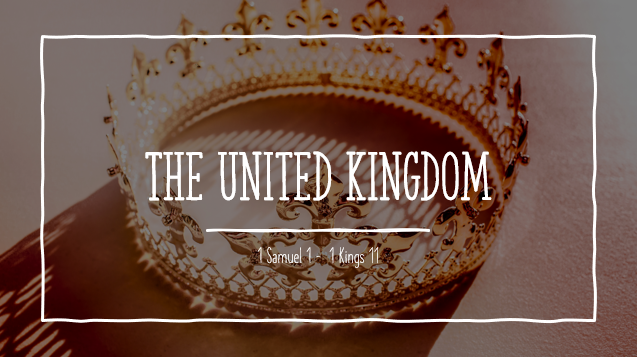 THE UNITED KINGDOM
1 Samuel 1 - 1 Kings 11